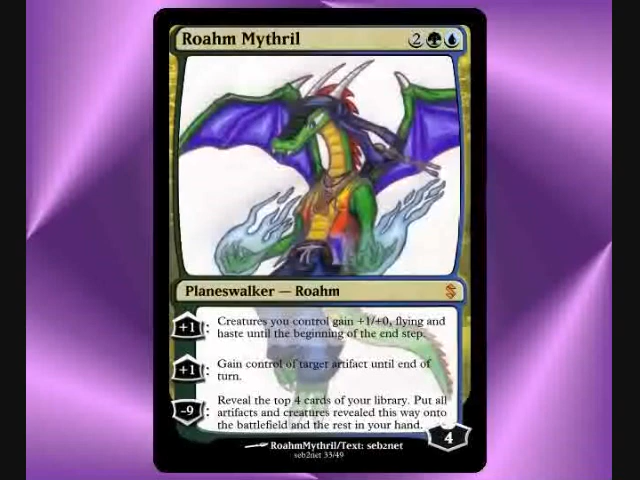 Roahm Mythril 2
Planeswalker — Roahm
+1: Creatures you control gain +1/+0, flying and
haste until the beginning of the end step.
+1: Gain control of target artifact until end of
turn.
-9: Reveal the top 4 cards of your library. Put all
artifacts and creatures revealed this way onto
the battlefield and the rest in your hand.
4
RoahmMythril/Text: seb2net
seb2net 35/49